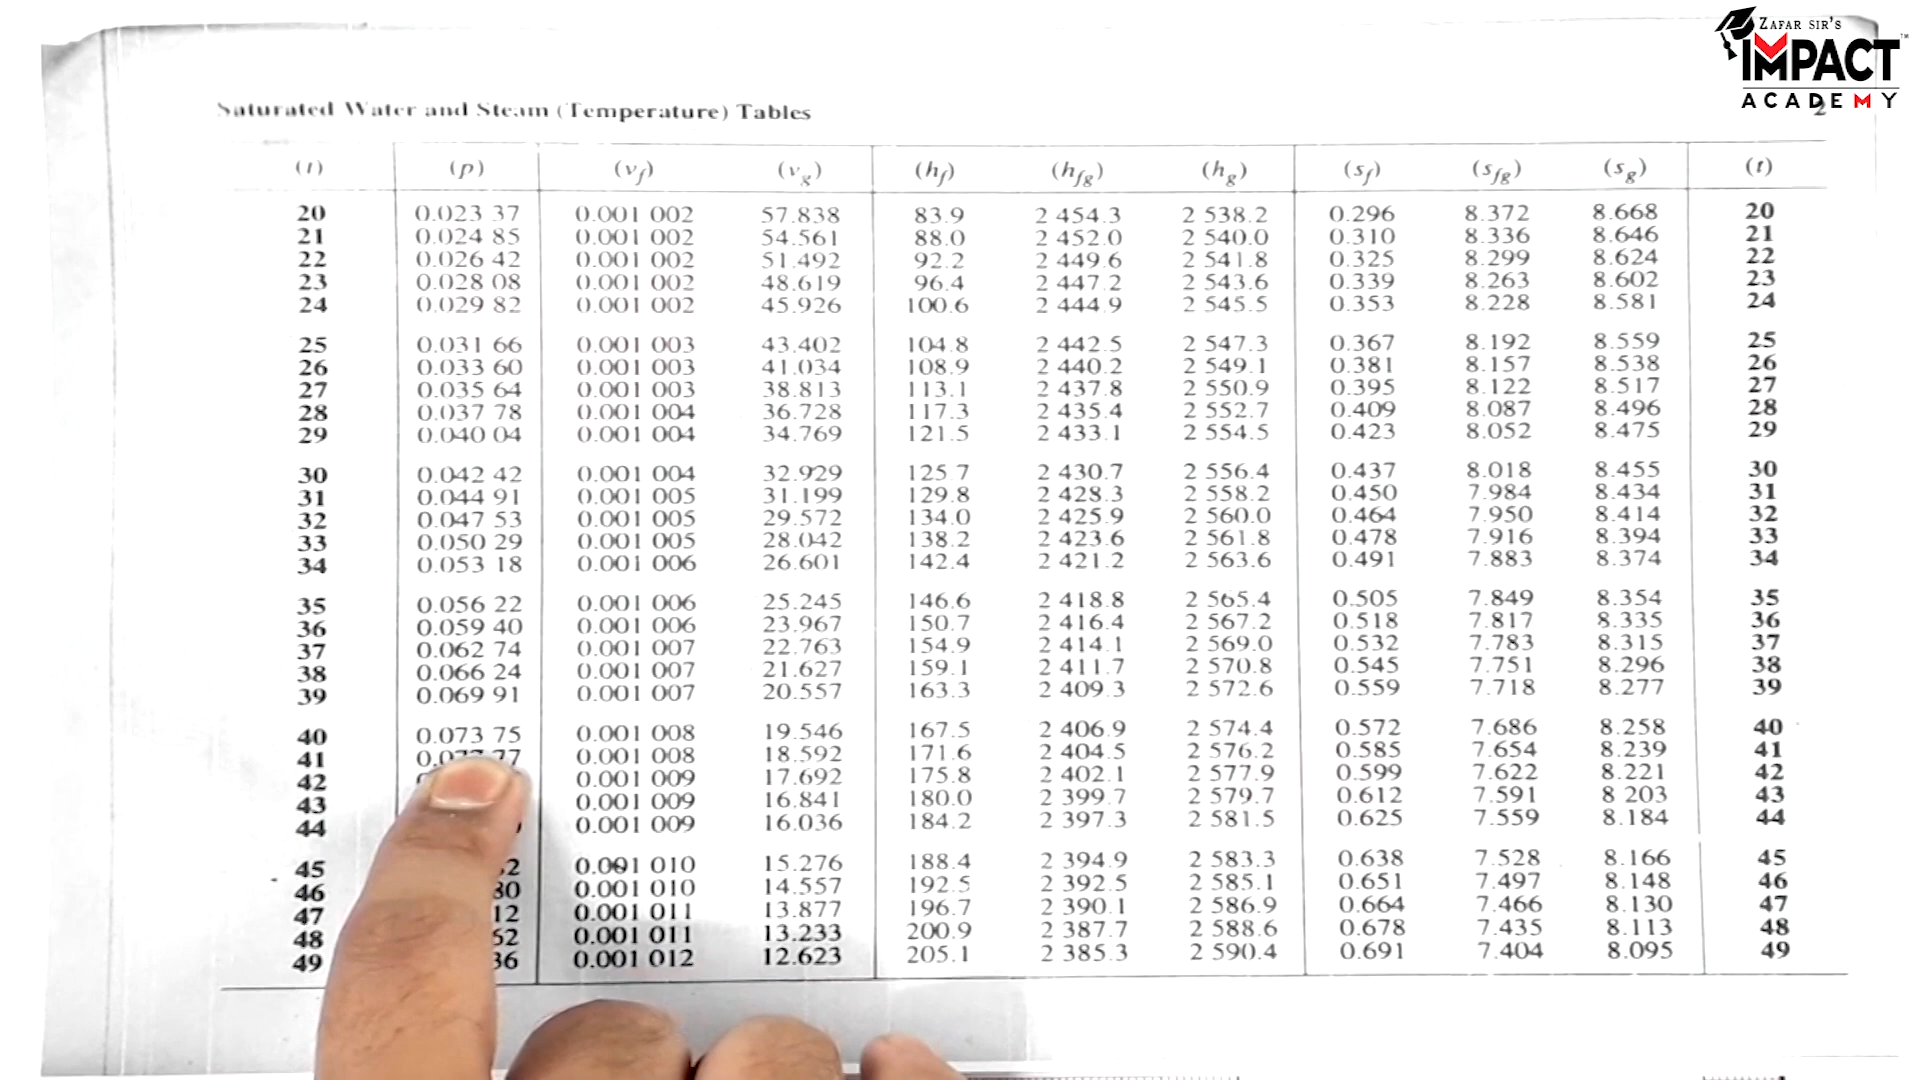 ZAFAR SIR'S
IMPACT™
ACADEMY
Saturated Water and Steam (Temperature) Tables 2
(t) (p) (vf) (vg) (hf) (hfg) (hg) (sf) (sfg) (sg) (t)
20 0.023 37 0.001 002 57.838 83.9 2 454.3 2 538.2 0.296 8.372 8.668 20
21 0.024 85 0.001 002 54.561 88.0 2 452.0 2 540.0 0.310 8.336 8.646 21
22 0.026 42 0.001 002 51.492 92.2 2 449.6 2 541.8 0.325 8.299 8.624 22
23 0.028 08 0.001 002 48.619 96.4 2 447.2 2 543.6 0.339 8.263 8.602 23
24 0.029 82 0.001 002 45.926 100.6 2 444.9 2 545.5 0.353 8.228 8.581 24
25 0.031 66 0.001 003 43.402 104.8 2 442.5 2 547.3 0.367 8.192 8.559 25
26 0.033 60 0.001 003 41.034 108.9 2 440.2 2 549.1 0.381 8.157 8.538 26
27 0.035 64 0.001 003 38.813 113.1 2 437.8 2 550.9 0.395 8.122 8.517 27
28 0.037 78 0.001 004 36.728 117.3 2 435.4 2 552.7 0.409 8.087 8.496 28
29 0.040 04 0.001 004 34.769 121.5 2 433.1 2 554.5 0.423 8.052 8.475 29
30 0.042 42 0.001 004 32.929 125 7 2 430.7 2 556.4 0.437 8.018 8.455 30
31 0.044 91 0.001 005 31.199 129.8 2 428.3 2 558.2 0.450 7.984 8.434 31
32 0.047 53 0.001 005 29.572 134.0 2 425.9 2 560.0 0.464 7.950 8.414 32
33 0.050 29 0.001 005 28.042 138.2 2 423.6 2 561.8 0.478 7.916 8.394 33
34 0.053 18 0.001 006 26.601 142.4 2 421.2 2 563.6 0.491 7.883 8.374 34
35 0.056 22 0.001 006 25.245 146.6 2 418.8 2 565.4 0.505 7.849 8.354 35
36 0.059 40 0.001 006 23.967 150.7 2 416.4 2 567.2 0.518 7.817 8.335 36
37 0.062 74 0.001 007 22.763 154.9 2 414.1 2 569.0 0.532 7.783 8.315 37
38 0.066 24 0.001 007 21.627 159.1 2 411.7 2 570.8 0.545 7.751 8.296 38
39 0.069 91 0.001 007 20.557 163.3 2 409.3 2 572.6 0.559 7.718 8.277 39
40 0.073 75 0.001 008 19.546 167.5 2 406.9 2 574.4 0.572 7.686 8.258 40
41 0.077 77 0.001 008 18.592 171.6 2 404.5 2 576.2 0.585 7.654 8.239 41
42 0.001 009 17.692 175.8 2 402.1 2 577.9 0.599 7.622 8.221 42
43 0.001 009 16.841 180.0 2 399.7 2 579.7 0.612 7.591 8 203 43
44 0.001 009 16.036 184.2 2 397.3 2 581.5 0.625 7.559 8.184 44
45 2 0.001 010 15.276 188.4 2 394.9 2 583.3 0.638 7.528 8.166 45
46 80 0.001 010 14.557 192.5 2 392.5 2 585.1 0.651 7.497 8.148 46
47 12 0.001 011 13.877 196.7 2 390.1 2 586.9 0.664 7.466 8.130 47
48 62 0.001 011 13.233 200.9 2 387.7 2 588.6 0.678 7.435 8.113 48
49 36 0.001 012 12.623 205.1 2 385.3 2 590.4 0.691 7.404 8.095 49